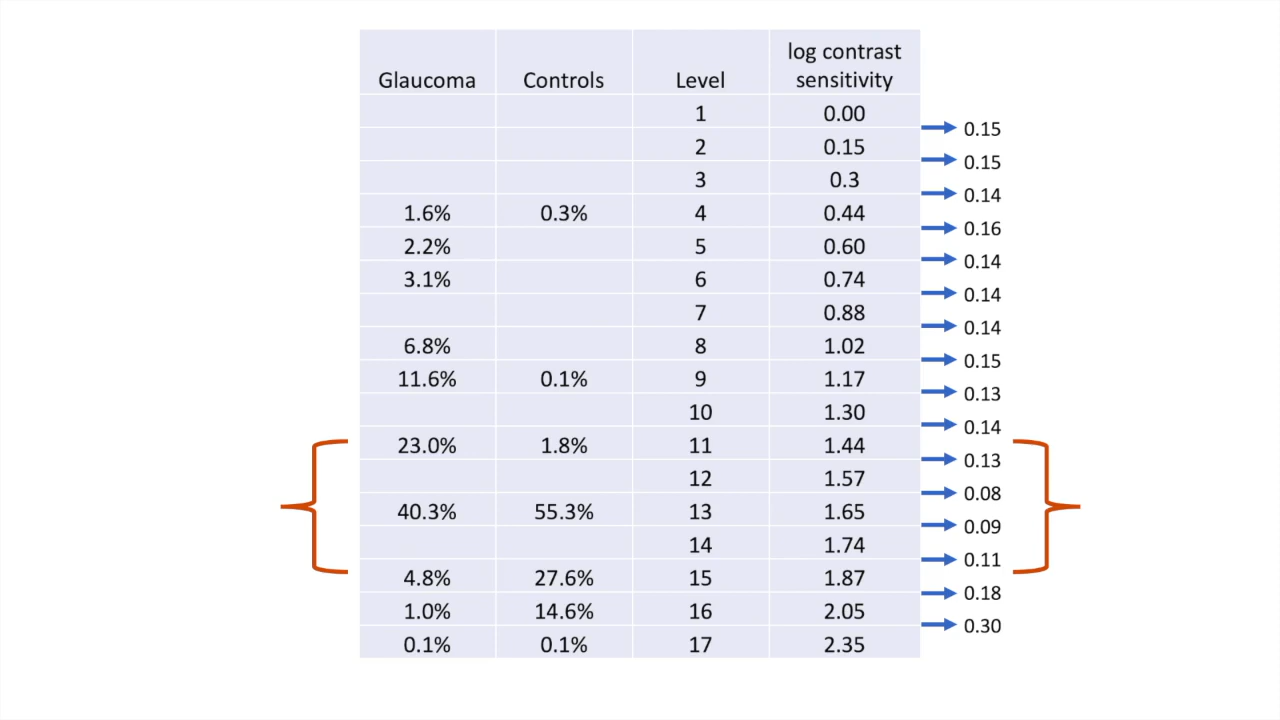 Glaucoma Controls Level log contrast sensitivity
1 0.00
0.15
2 0.15
0.15
3 0.3
0.14
1.6% 0.3% 4 0.44
0.16
2.2% 5 0.60
0.14
3.1% 6 0.74
0.14
7 0.88
0.14
6.8% 8 1.02
0.15
11.6% 0.1% 9 1.17
0.13
10 1.30
0.14
23.0% 1.8% 11 1.44
0.13
12 1.57
0.08
40.3% 55.3% 13 1.65
0.09
14 1.74
0.11
4.8% 27.6% 15 1.87
0.18
1.0% 14.6% 16 2.05
0.30
0.1% 0.1% 17 2.35